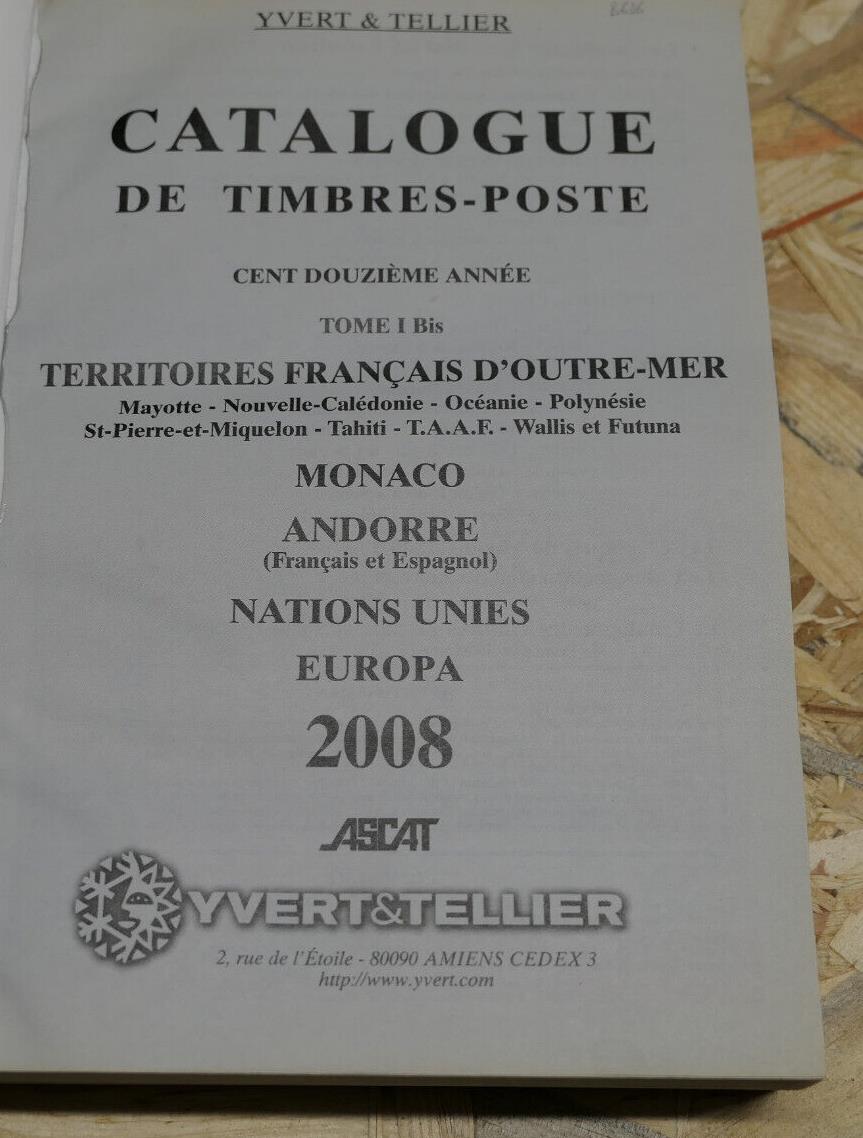 YVERT & TELLIER
CATALOGUE
DE TIMBRES-POSTE
CENT DOUZIÈME ANNÉE
TOME I Bis
TERRITOIRES FRANÇAIS D'OUTRE-MER
Mayotte - Nouvelle-Calédonie - Océanie - Polynésie
St-Pierre-et-Miquelon - Tahiti - T.A.A.F. - Wallis et Futuna
MONACO
ANDORRE
(Français et Espagnol)
NATIONS UNIES
EUROPA
2008
ASCAT
YVERT&TELLIER
2, rue de l'Étoile - 80090 AMIENS CEDEX 3
http://www.yvert.com